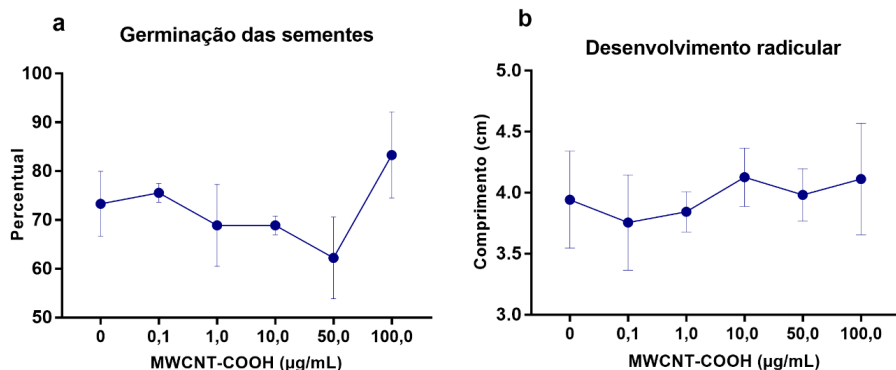 a
Germinação das sementes
Percentual
100
90
80
70
60
50
0 0,1 1,0 10,0 50,0 100,0
MWCNT-COOH (µg/mL)
b
Desenvolvimento radicular
Comprimento (cm)
5.0
4.5
4.0
3.5
3.0
0 0,1 1,0 10,0 50,0 100,0
MWCNT-COOH (µg/mL)